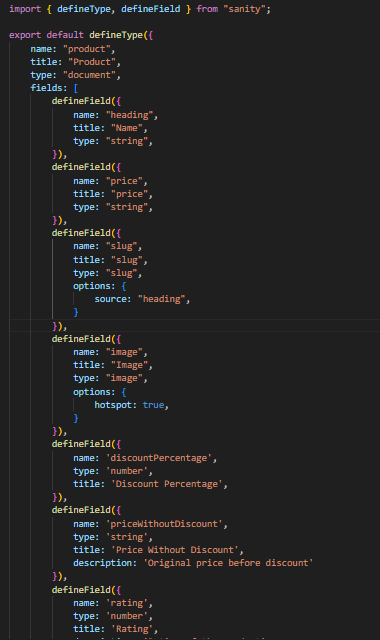 import { defineType, defineField } from "sanity";
export default defineType({
name: "product",
title: "Product",
type: "document",
fields: [
defineField({
name: "heading",
title: "Name",
type: "string",
}),
defineField({
name: "price",
title: "price",
type: "string",
}),
defineField({
name: "slug",
title: "slug",
type: "slug",
options: {
source: "heading",
}
}),
defineField({
name: "image",
title: "Image",
type: "image",
options: {
hotspot: true,
}
}),
defineField({
name: 'discountPercentage',
type: 'number',
title: 'Discount Percentage',
}),
defineField({
name: 'priceWithoutDiscount',
type: 'string',
title: 'Price Without Discount',
description: 'Original price before discount'
}),
defineField({
name: 'rating',
type: 'number',
title: 'Rating',